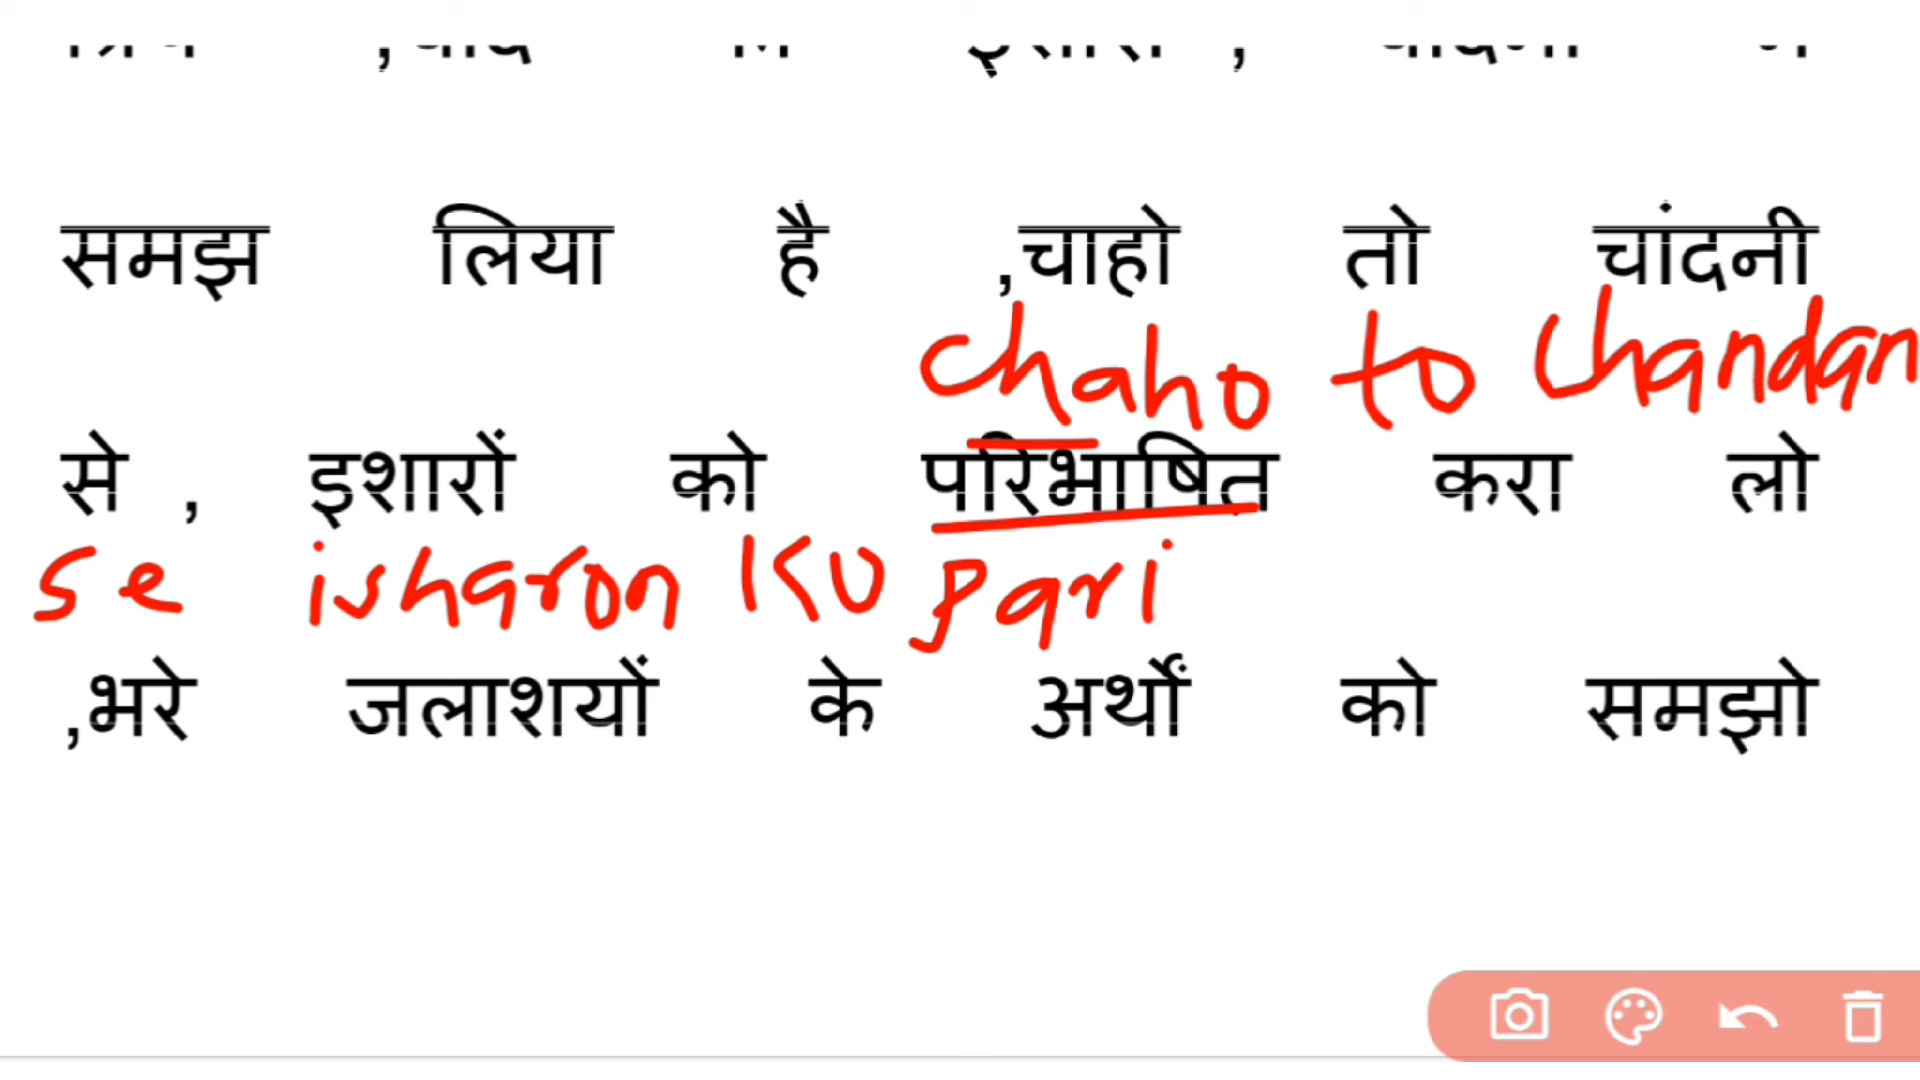 समझ लिया है ,चाहो तो चांदनी
chaho to chandan
से , इशारों को परिभाषित करा लो
se isharon ko pari
,भरे जलाशयों के अर्थों को समझो